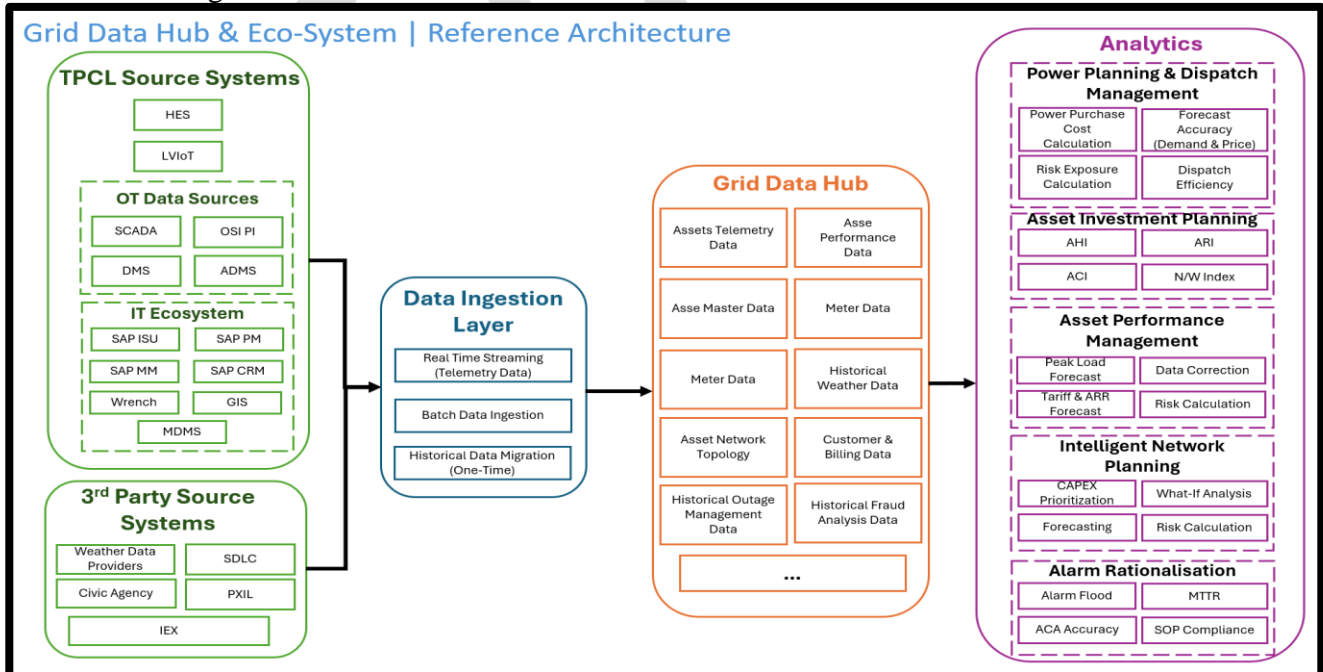 Grid Data Hub & Eco-System | Reference Architecture
TPCL Source Systems
HES
LVIoT
OT Data Sources
SCADA
OSI PI
DMS
ADMS
IT Ecosystem
SAP ISU
SAP PM
SAP MM
SAP CRM
Wrench
GIS
MDMS
3rd Party Source
Systems
Weather Data
Providers
SDLC
Civic Agency
PXIL
IEX
Data Ingestion
Layer
Real Time Streaming
(Telemetry Data)
Batch Data Ingestion
Historical Data Migration
(One-Time)
Grid Data Hub
Assets Telemetry
Data
Asse
Performance
Data
Asse Master Data
Meter Data
Meter Data
Historical
Weather Data
Asset Network
Topology
Customer &
Billing Data
Historical Outage
Management
Data
Historical Fraud
Analysis Data
...
Analytics
Power Planning & Dispatch
Management
Power Purchase
Cost
Calculation
Forecast
Accuracy
(Demand & Price)
Risk Exposure
Calculation
Dispatch
Efficiency
Asset Investment Planning
AHI
ARI
ACI
N/W Index
Asset Performance
Management
Peak Load
Forecast
Data Correction
Tariff & ARR
Forecast
Risk Calculation
Intelligent Network
Planning
CAPEX
Prioritization
What-If Analysis
Forecasting
Risk Calculation
Alarm Rationalisation
Alarm Flood
MTTR
ACA Accuracy
SOP Compliance